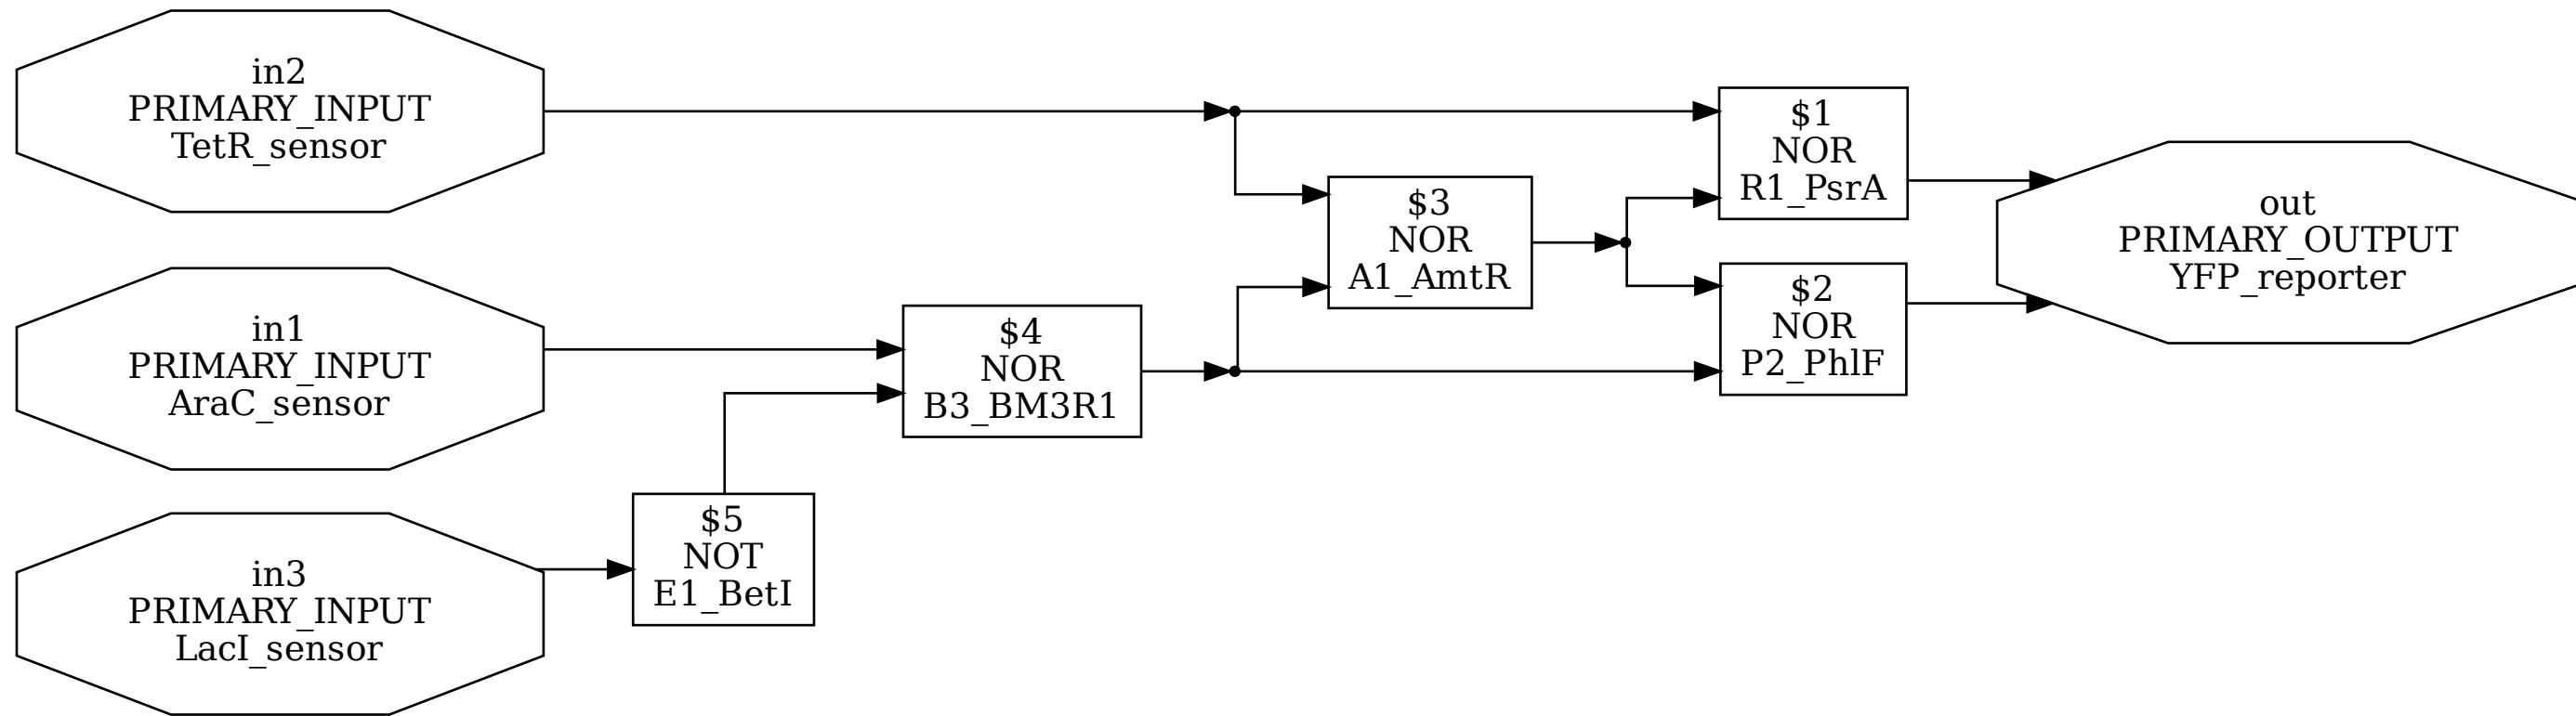 in2
PRIMARY_INPUT
TetR_sensor
$1
NOR
R1_PsrA
$3
NOR
A1_AmtR
out
PRIMARY_OUTPUT
YFP_reporter
$2
NOR
P2_PhlF
in1
PRIMARY_INPUT
AraC_sensor
$4
NOR
B3_BM3R1
$5
NOT
E1_BetI
in3
PRIMARY_INPUT
LacI_sensor